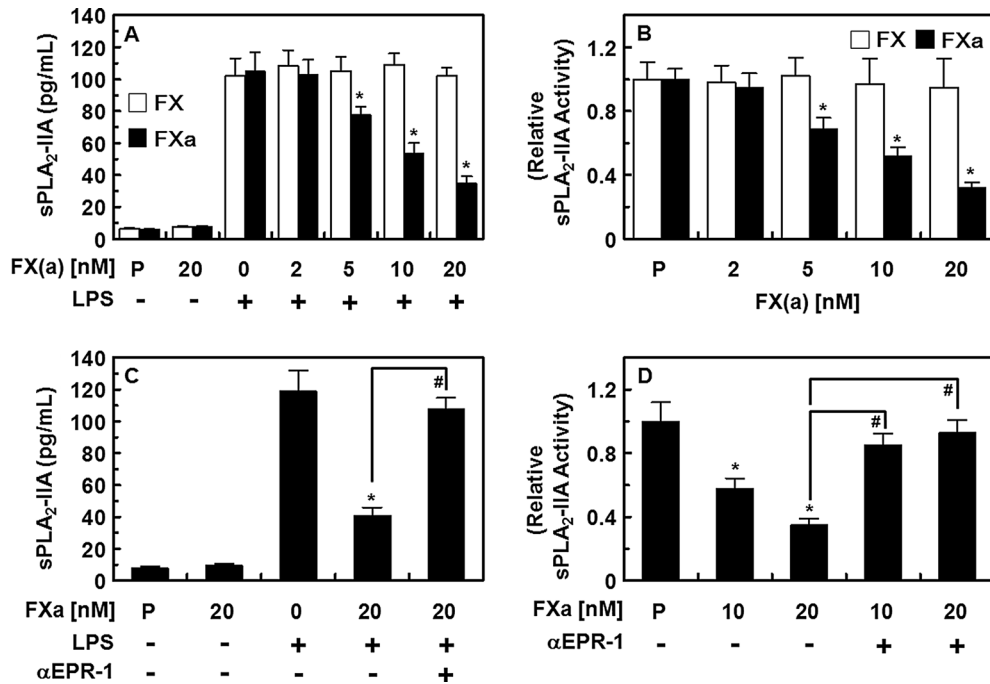 A
sPLA₂-IIA (pg/mL)
140
120
100
80
60
40
20
0
FX
FXa
* * *
FX(a) [nM] P 20 0 2 5 10 20
LPS - - + + + + +
B
(Relative
sPLA₂-IIA Activity)
1.2
0.8
0.4
0
FX FXa
* * *
P 2 5 10 20
FX(a) [nM]
C
sPLA₂-IIA (pg/mL)
140
120
100
80
60
40
20
0
* #
FXa [nM] P 20 0 20 20
LPS - - + + +
αEPR-1 - - - - +
D
(Relative
sPLA₂-IIA Activity)
1.2
0.8
0.4
0
* * # #
FXa [nM] P 10 20 10 20
αEPR-1 - - - + +